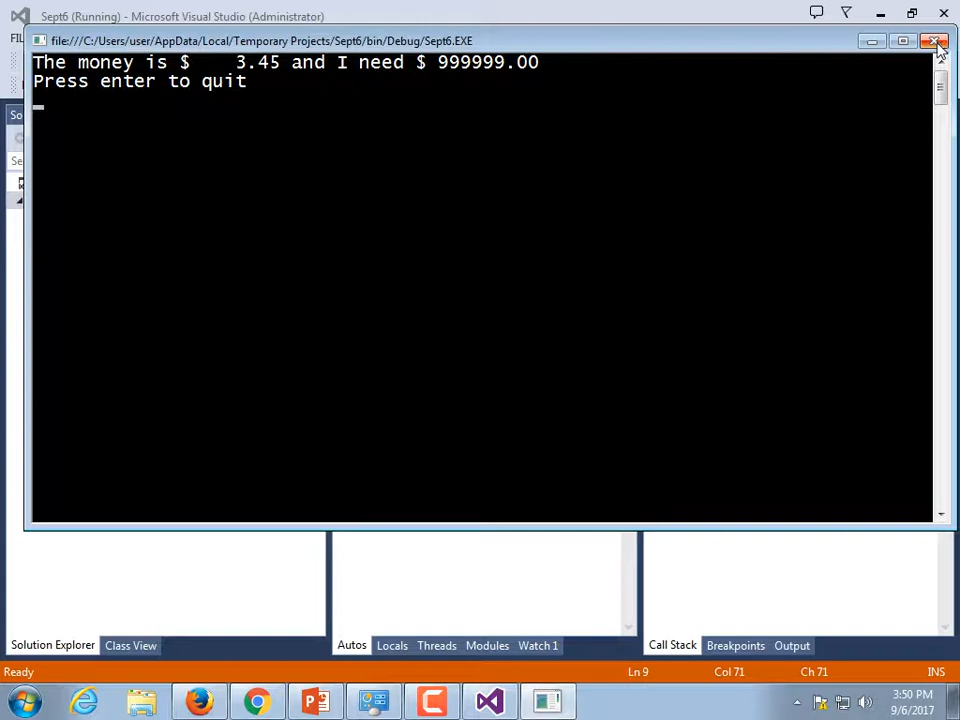 Sept6 (Running) - Microsoft Visual Studio (Administrator)
FIL
file:///C:/Users/user/AppData/Local/Temporary Projects/Sept6/bin/Debug/Sept6.EXE
The money is $    3.45 and I need $ 999999.00
Press enter to quit
So
Se
Solution Explorer Class View
Autos Locals Threads Modules Watch 1
Call Stack Breakpoints Output
Ready Ln 9 Col 71 Ch 71 INS
3:50 PM
9/6/2017